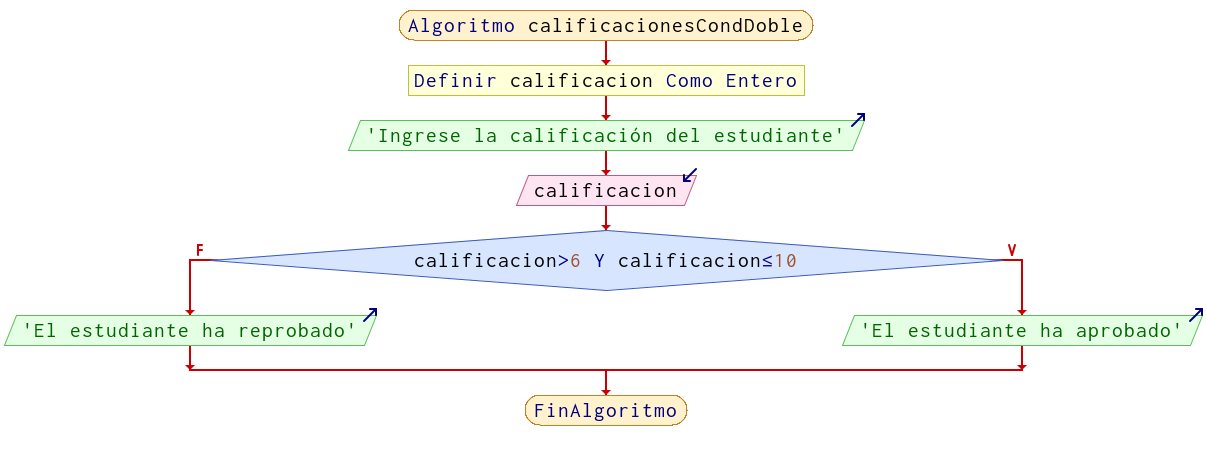 Algoritmo calificacionesCondDoble
Definir calificacion Como Entero
'Ingrese la calificación del estudiante'
calificacion
F
V
calificacion>6 Y calificacion≤10
'El estudiante ha reprobado'
'El estudiante ha aprobado'
FinAlgoritmo